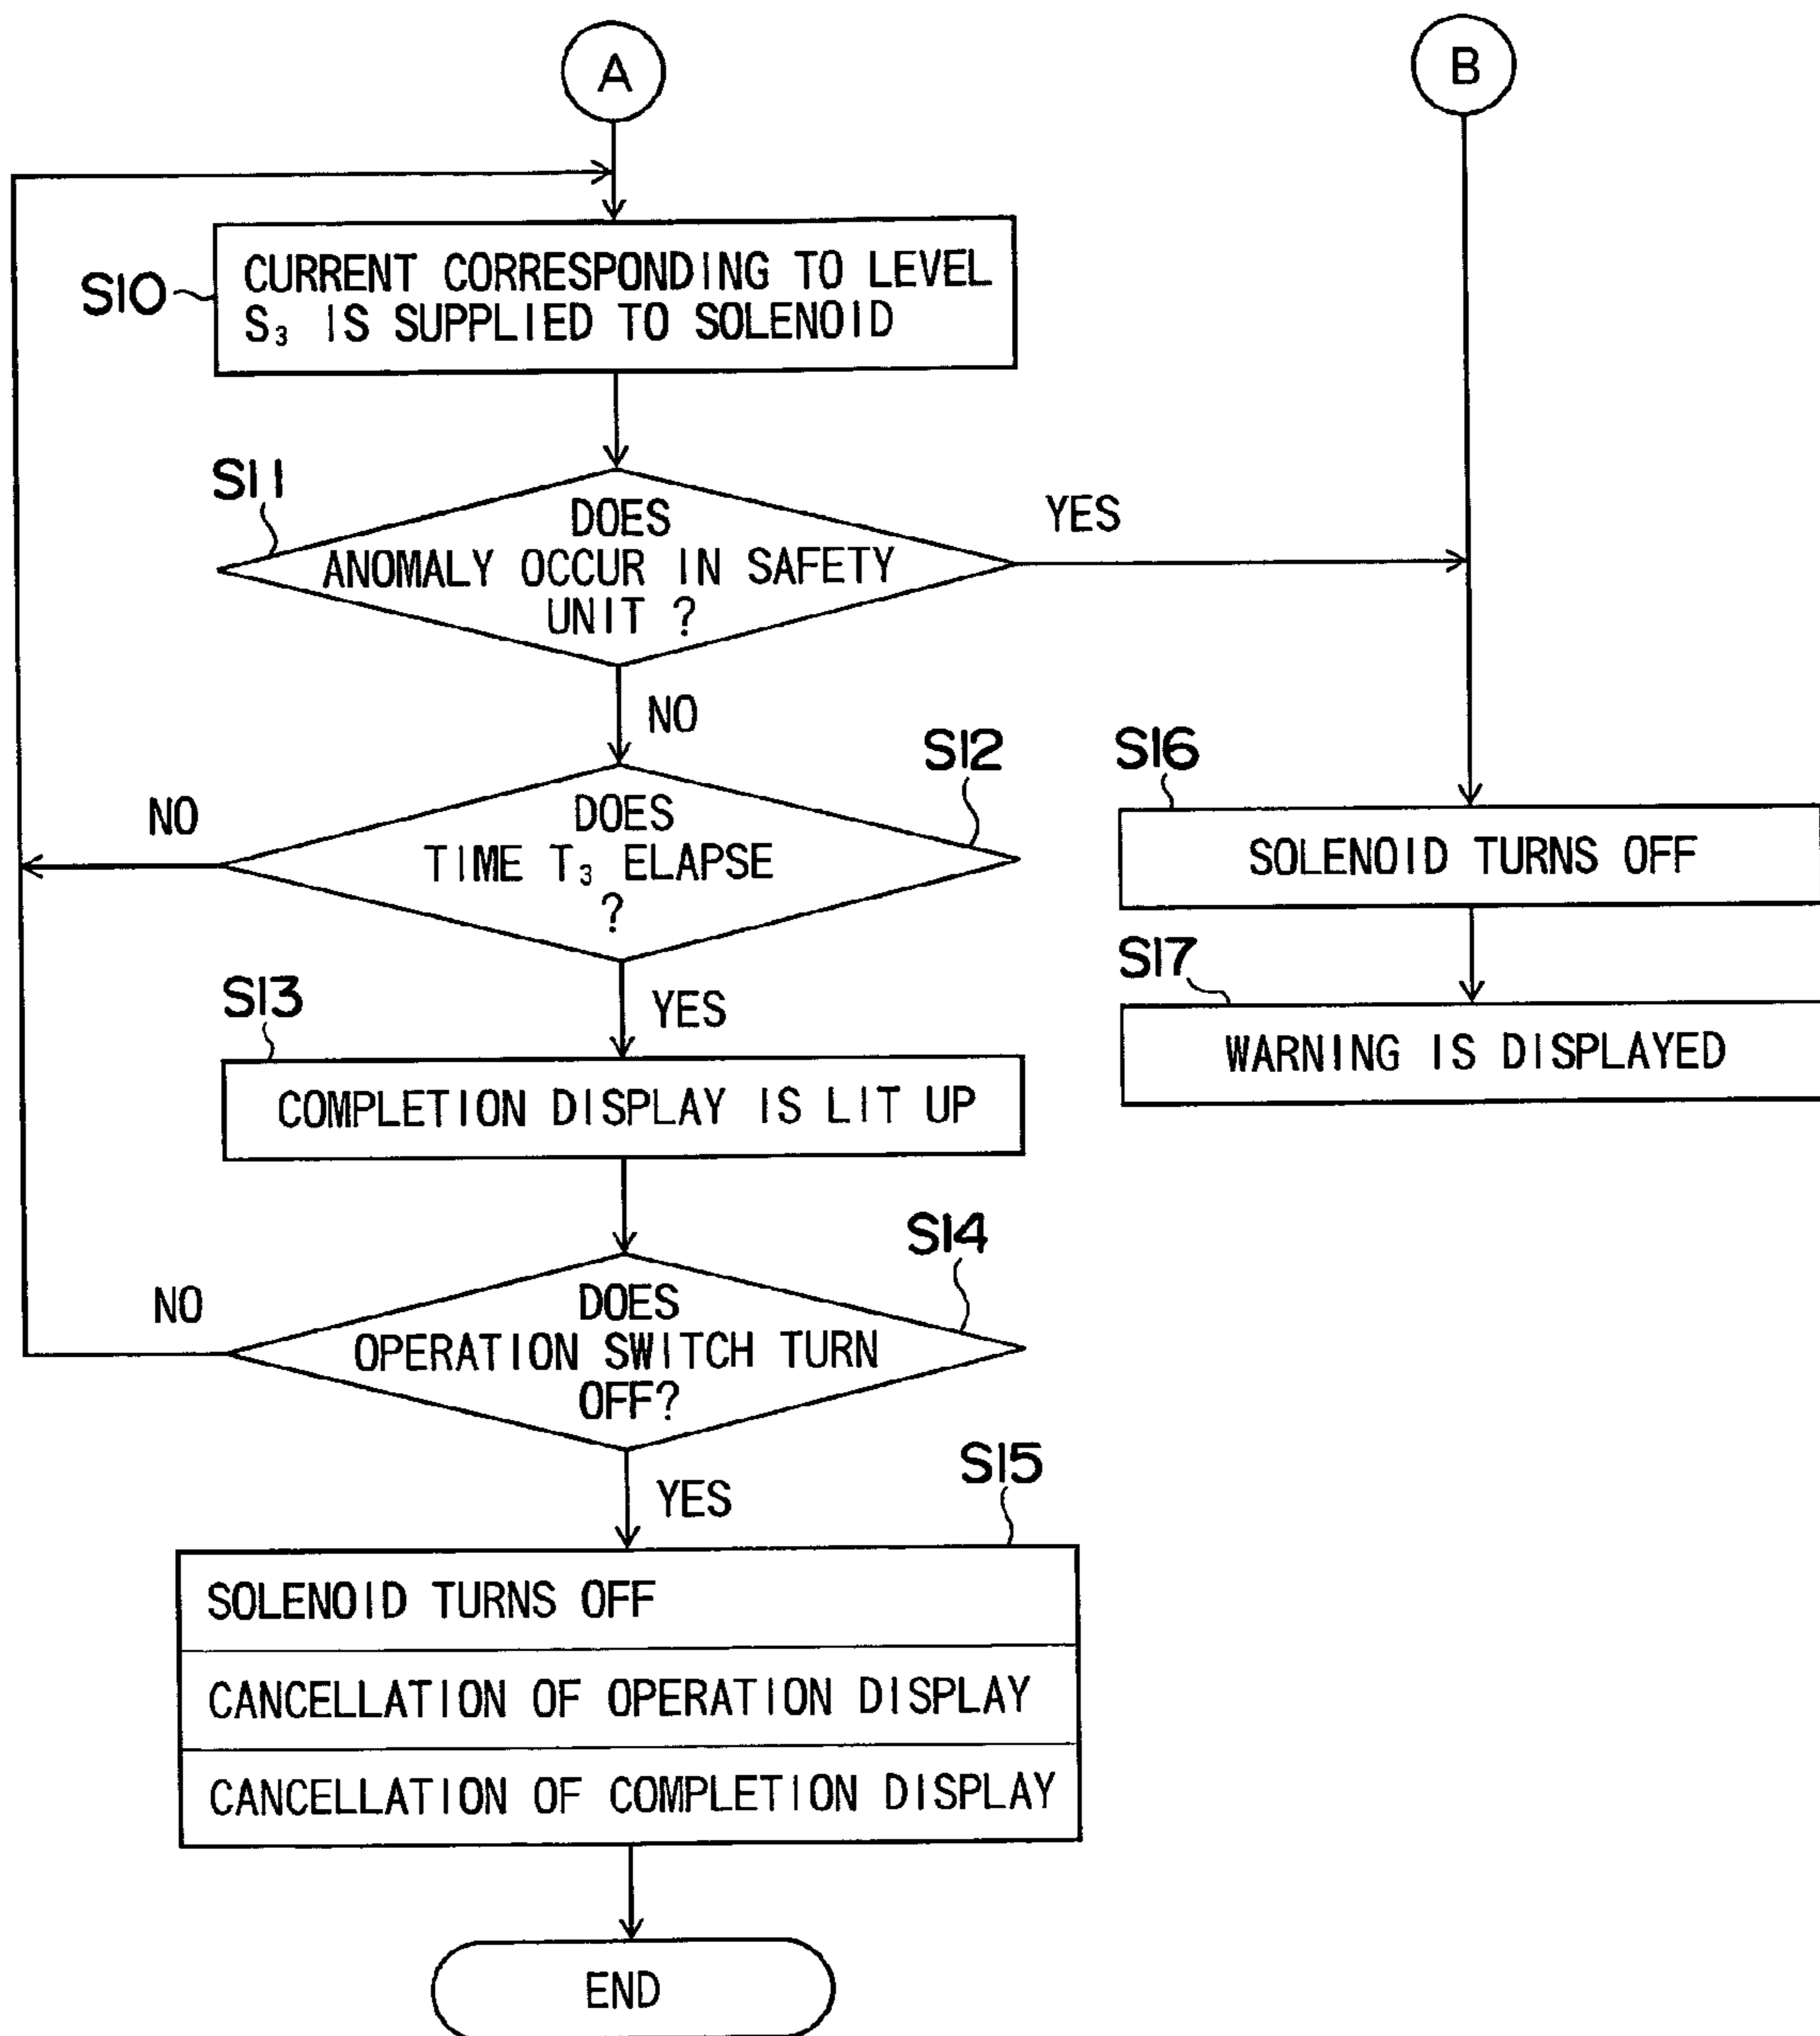 A
B
S10
CURRENT CORRESPONDING TO LEVEL
S₃ IS SUPPLIED TO SOLENOID
S11
DOES
ANOMALY OCCUR IN SAFETY
UNIT ?
YES
NO
S12
DOES
TIME T₃ ELAPSE
?
NO
YES
S16
SOLENOID TURNS OFF
S17
WARNING IS DISPLAYED
S13
COMPLETION DISPLAY IS LIT UP
S14
DOES
OPERATION SWITCH TURN
OFF?
NO
YES
S15
SOLENOID TURNS OFF
CANCELLATION OF OPERATION DISPLAY
CANCELLATION OF COMPLETION DISPLAY
END